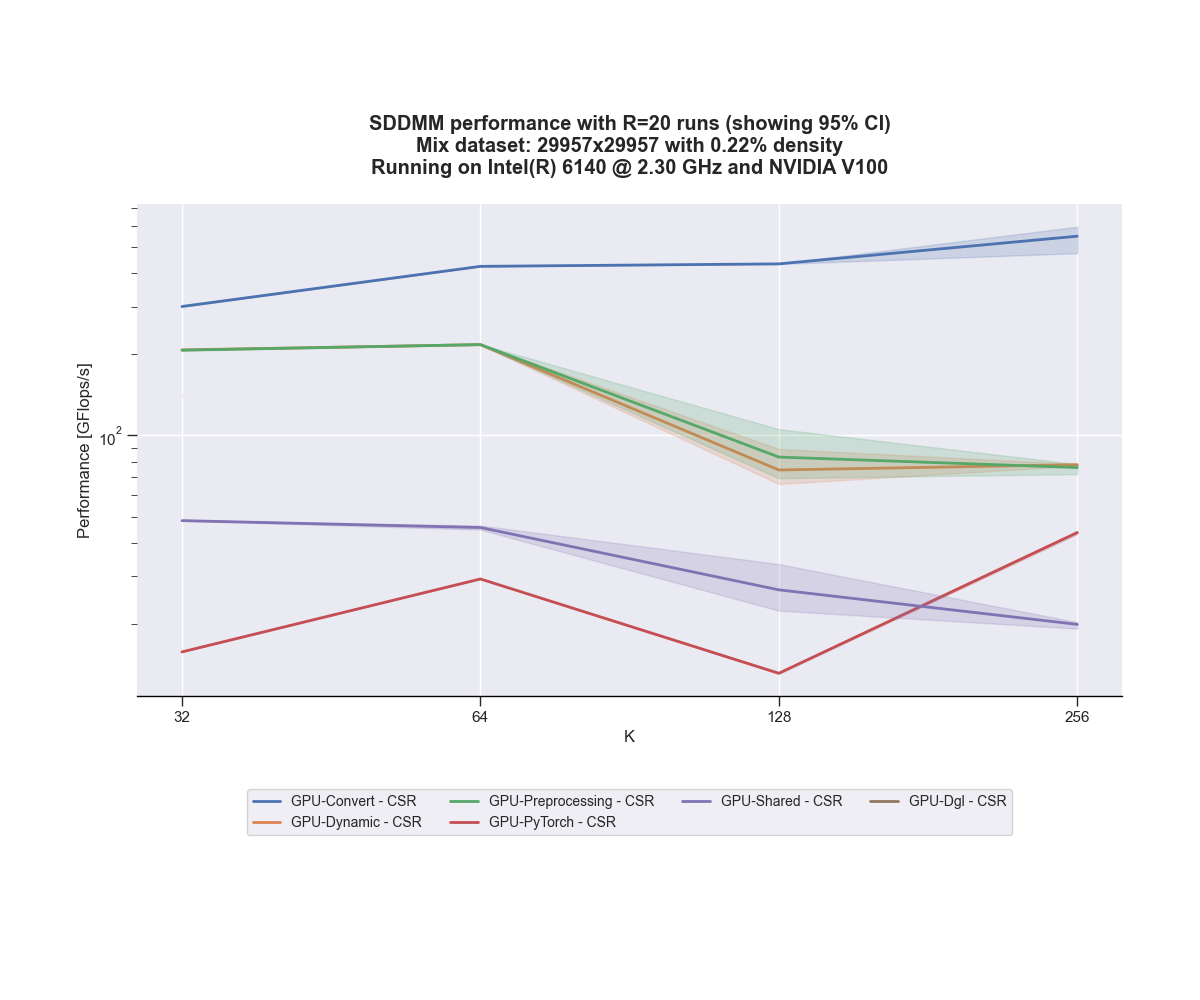 SDDMM performance with R=20 runs (showing 95% CI)
Mix dataset: 29957x29957 with 0.22% density
Running on Intel(R) 6140 @ 2.30 GHz and NVIDIA V100
Performance [GFlops/s]
10²
32 64 128 256
K
GPU-Convert - CSR GPU-Preprocessing - CSR GPU-Shared - CSR GPU-Dgl - CSR
GPU-Dynamic - CSR GPU-PyTorch - CSR